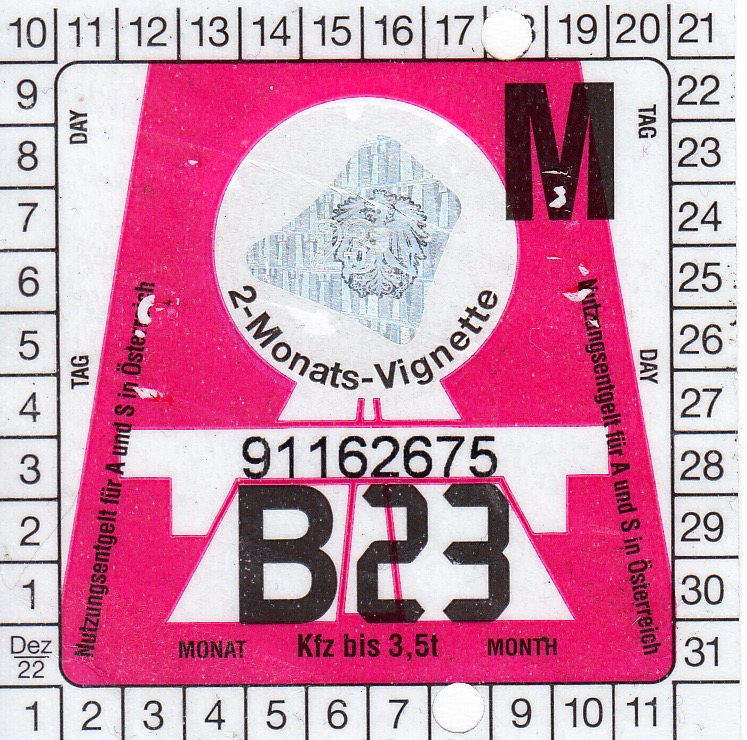 10 11 12 13 14 15 16 17 19 20 21
9
8
7
6
5
4
3
2
1
Dez
22
DAY
TAG
Nutzungsentgelt für A und S in Österreich
M
2-Monats-Vignette
91162675
B23
MONAT Kfz bis 3,5t MONTH
TAG
DAY
Nutzungsentgelt für A und S in Österreich
22
23
24
25
26
27
28
29
30
31
1 2 3 4 5 6 7 9 10 11